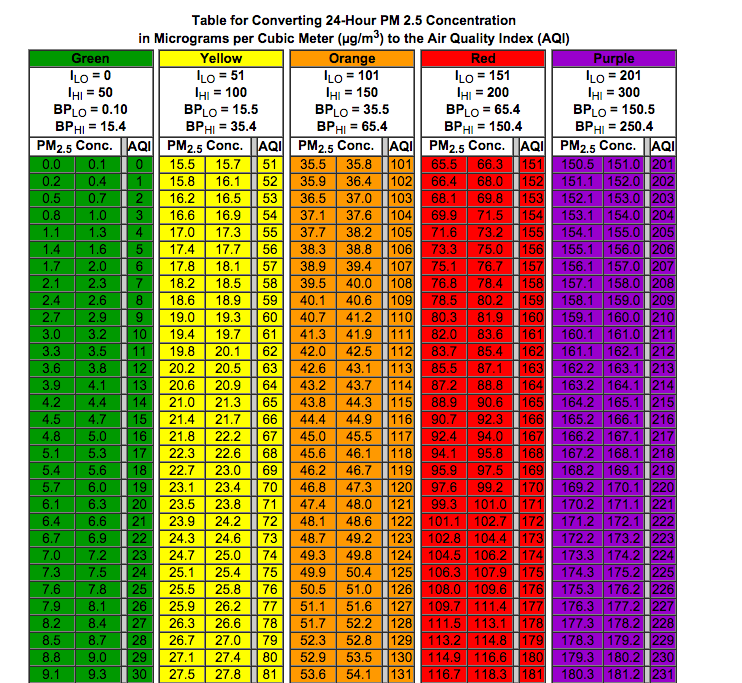 Table for Converting 24-Hour PM 2.5 Concentration
in Micrograms per Cubic Meter (µg/m³) to the Air Quality Index (AQI)
Green Yellow Orange Red Purple
ILO = 0 ILO = 51 ILO = 101 ILO = 151 ILO = 201
IHI = 50 IHI = 100 IHI = 150 IHI = 200 IHI = 300
BPLO = 0.10 BPLO = 15.5 BPLO = 35.5 BPLO = 65.4 BPLO = 150.5
BPHI = 15.4 BPHI = 35.4 BPHI = 65.4 BPHI = 150.4 BPHI = 250.4
PM2.5 Conc. AQI PM2.5 Conc. AQI PM2.5 Conc. AQI PM2.5 Conc. AQI PM2.5 Conc. AQI
0.0 0.1 0 15.5 15.7 51 35.5 35.8 101 65.5 66.3 151 150.5 151.0 201
0.2 0.4 1 15.8 16.1 52 35.9 36.4 102 66.4 68.0 152 151.1 152.0 202
0.5 0.7 2 16.2 16.5 53 36.5 37.0 103 68.1 69.8 153 152.1 153.0 203
0.8 1.0 3 16.6 16.9 54 37.1 37.6 104 69.9 71.5 154 153.1 154.0 204
1.1 1.3 4 17.0 17.3 55 37.7 38.2 105 71.6 73.2 155 154.1 155.0 205
1.4 1.6 5 17.4 17.7 56 38.3 38.8 106 73.3 75.0 156 155.1 156.0 206
1.7 2.0 6 17.8 18.1 57 38.9 39.4 107 75.1 76.7 157 156.1 157.0 207
2.1 2.3 7 18.2 18.5 58 39.5 40.0 108 76.8 78.4 158 157.1 158.0 208
2.4 2.6 8 18.6 18.9 59 40.1 40.6 109 78.5 80.2 159 158.1 159.0 209
2.7 2.9 9 19.0 19.3 60 40.7 41.2 110 80.3 81.9 160 159.1 160.0 210
3.0 3.2 10 19.4 19.7 61 41.3 41.9 111 82.0 83.6 161 160.1 161.0 211
3.3 3.5 11 19.8 20.1 62 42.0 42.5 112 83.7 85.4 162 161.1 162.1 212
3.6 3.8 12 20.2 20.5 63 42.6 43.1 113 85.5 87.1 163 162.2 163.1 213
3.9 4.1 13 20.6 20.9 64 43.2 43.7 114 87.2 88.8 164 163.2 164.1 214
4.2 4.4 14 21.0 21.3 65 43.8 44.3 115 88.9 90.6 165 164.2 165.1 215
4.5 4.7 15 21.4 21.7 66 44.4 44.9 116 90.7 92.3 166 165.2 166.1 216
4.8 5.0 16 21.8 22.2 67 45.0 45.5 117 92.4 94.0 167 166.2 167.1 217
5.1 5.3 17 22.3 22.6 68 45.6 46.1 118 94.1 95.8 168 167.2 168.1 218
5.4 5.6 18 22.7 23.0 69 46.2 46.7 119 95.9 97.5 169 168.2 169.1 219
5.7 6.0 19 23.1 23.4 70 46.8 47.3 120 97.6 99.2 170 169.2 170.1 220
6.1 6.3 20 23.5 23.8 71 47.4 48.0 121 99.3 101.0 171 170.2 171.1 221
6.4 6.6 21 23.9 24.2 72 48.1 48.6 122 101.1 102.7 172 171.2 172.1 222
6.7 6.9 22 24.3 24.6 73 48.7 49.2 123 102.8 104.4 173 172.2 173.2 223
7.0 7.2 23 24.7 25.0 74 49.3 49.8 124 104.5 106.2 174 173.3 174.2 224
7.3 7.5 24 25.1 25.4 75 49.9 50.4 125 106.3 107.9 175 174.3 175.2 225
7.6 7.8 25 25.5 25.8 76 50.5 51.0 126 108.0 109.6 176 175.3 176.2 226
7.9 8.1 26 25.9 26.2 77 51.1 51.6 127 109.7 111.4 177 176.3 177.2 227
8.2 8.4 27 26.3 26.6 78 51.7 52.2 128 111.5 113.1 178 177.3 178.2 228
8.5 8.7 28 26.7 27.0 79 52.3 52.8 129 113.2 114.8 179 178.3 179.2 229
8.8 9.0 29 27.1 27.4 80 52.9 53.5 130 114.9 116.6 180 179.3 180.2 230
9.1 9.3 30 27.5 27.8 81 53.6 54.1 131 116.7 118.3 181 180.3 181.2 231